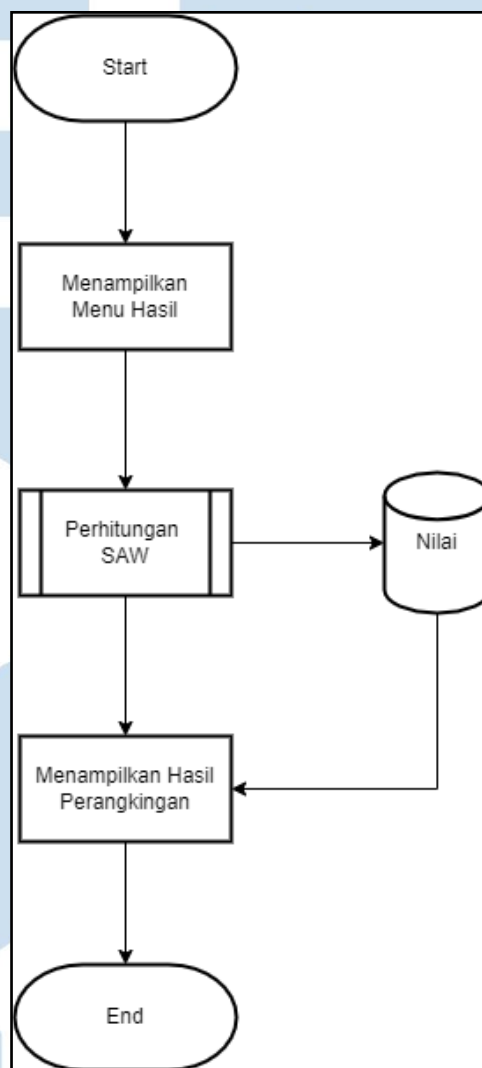 Start
Menampilkan
Menu Hasil
Perhitungan
SAW
Nilai
Menampilkan Hasil
Perangkingan
End